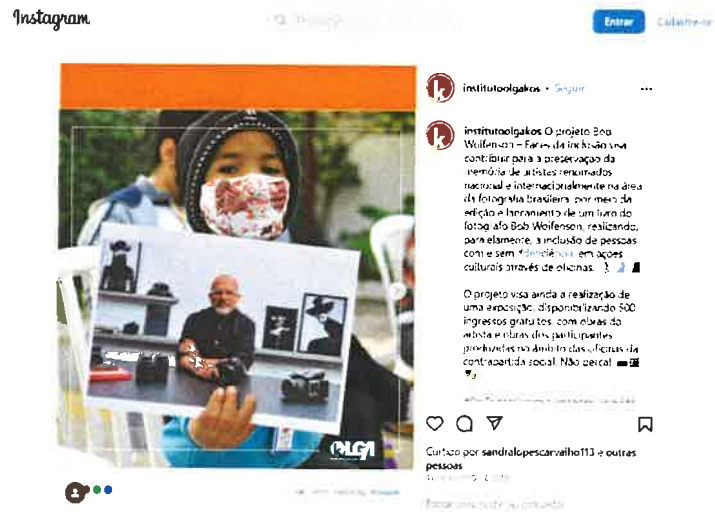 Instagram
Entrar
Cadastre-se
institutoolgakos • Seguir
institutoolgakos O projeto Bob
Wolfenson – Faces da inclusão visa
contribuir para a preservação da
memória de artistas renomados
nacional e internacionalmente na área
da fotografia brasileira, por meio da
edição e lançamento de um livro do
fotógrafo Bob Wolfenson, realizando,
paralelamente, a inclusão de pessoas
com e sem #deficiência, em ações
culturais através de oficinas.
O projeto visa ainda a realização de
uma exposição, disponibilizando 500
ingressos gratuitos, com obras do
artista e obras dos participantes
produzidas no âmbito das oficinas da
contrapartida social. Não perca!
OLGA
Curtido por sandralopescarvalho113 e outras
pessoas